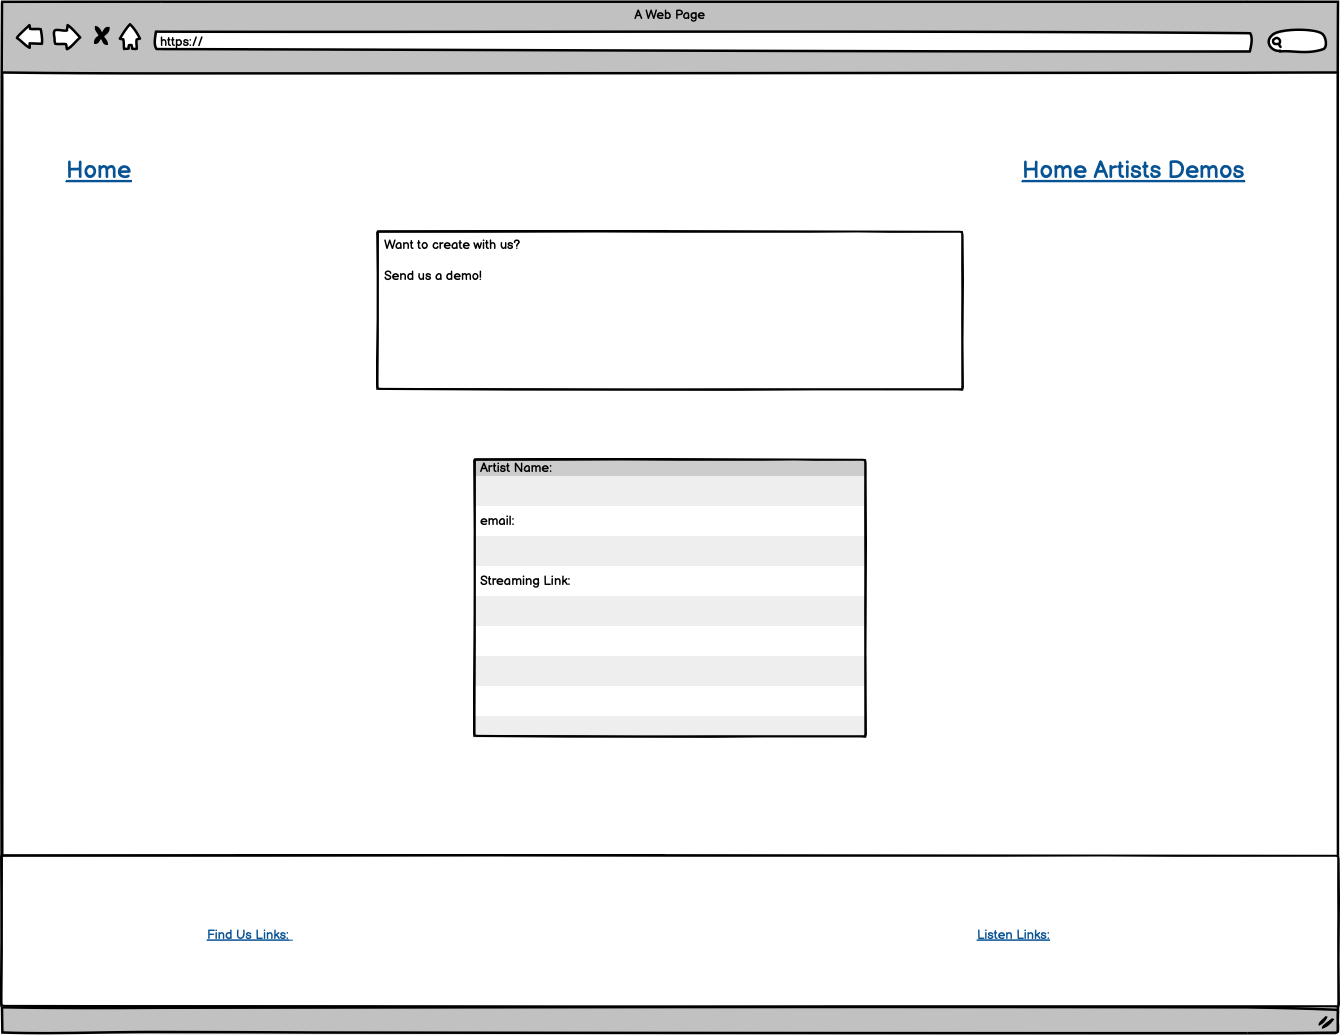 A Web Page
https://
Home
Home Artists Demos
Want to create with us?
Send us a demo!
Artist Name:
email:
Streaming Link:
Find Us Links:
Listen Links: